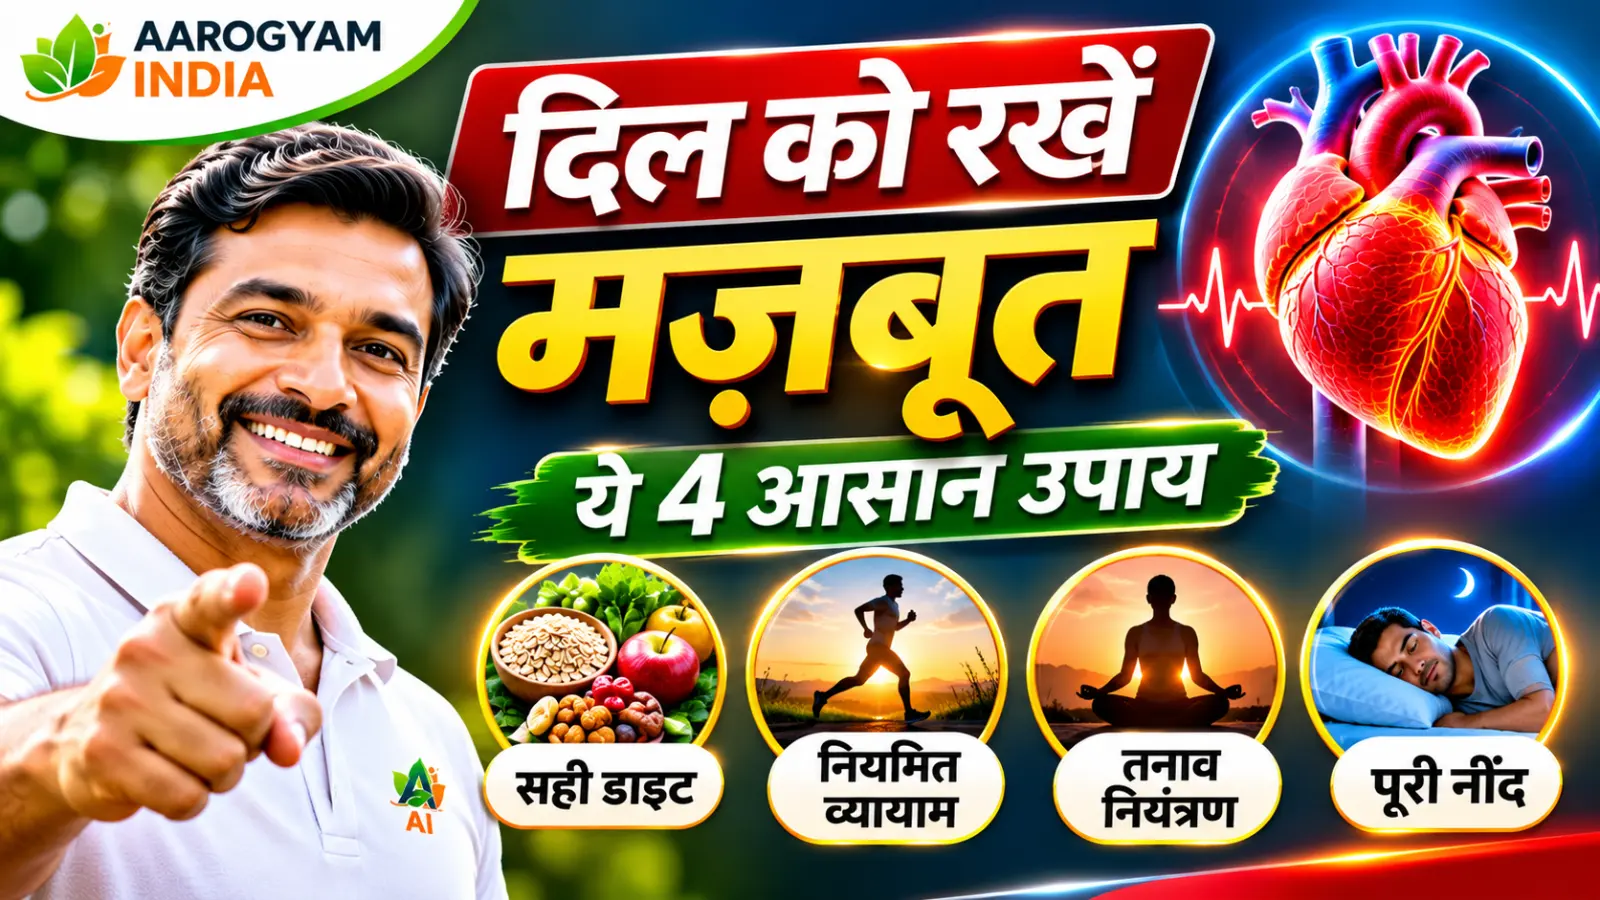 AAROGYAM
INDIA
दिल को रखें
मज़बूत
ये 4 आसान उपाय
सही डाइट
नियमित
व्यायाम
तनाव
नियंत्रण
पूरी नींद
AI